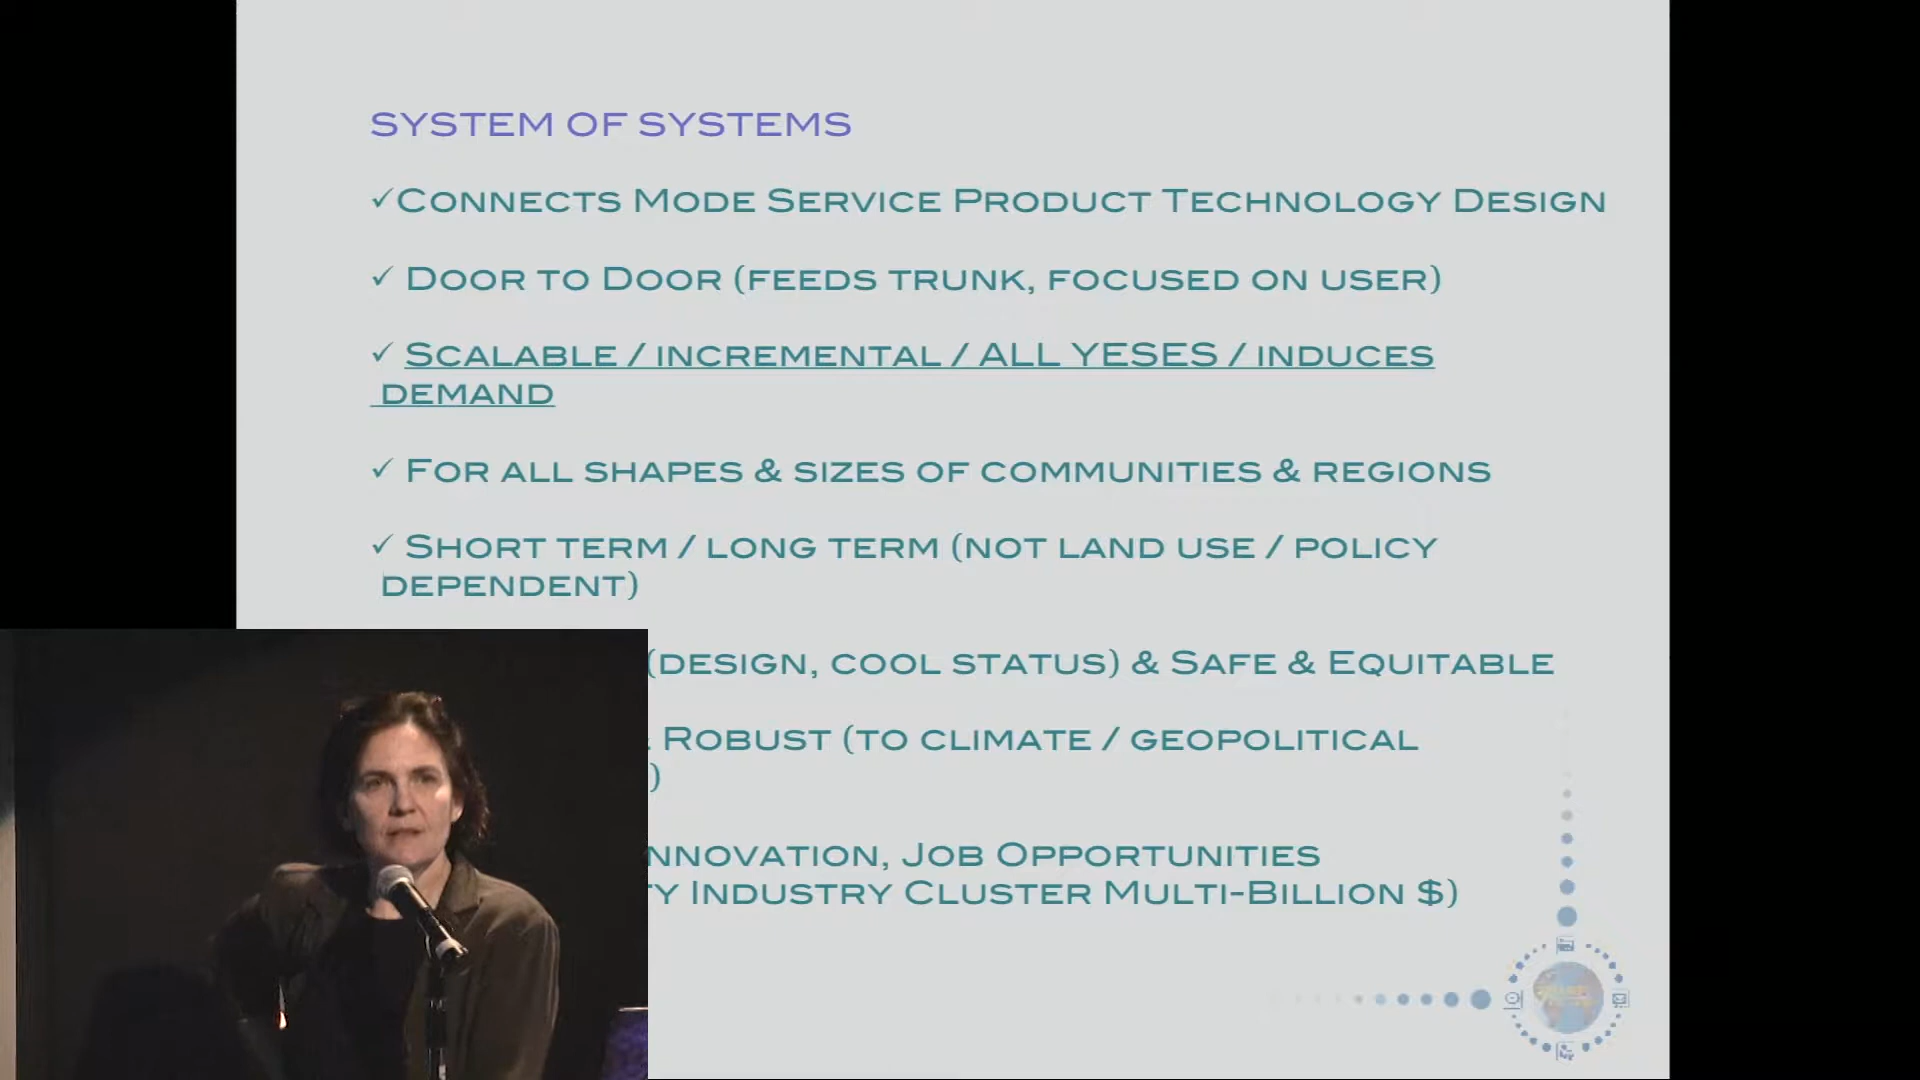 SYSTEM OF SYSTEMS
✓CONNECTS MODE SERVICE PRODUCT TECHNOLOGY DESIGN
✓ DOOR TO DOOR (FEEDS TRUNK, FOCUSED ON USER)
✓ SCALABLE / INCREMENTAL / ALL YESES / INDUCES
DEMAND
✓ FOR ALL SHAPES & SIZES OF COMMUNITIES & REGIONS
✓ SHORT TERM / LONG TERM (NOT LAND USE / POLICY
DEPENDENT)
(DESIGN, COOL STATUS) & SAFE & EQUITABLE
ROBUST (TO CLIMATE / GEOPOLITICAL
)
NNOVATION, JOB OPPORTUNITIES
TY INDUSTRY CLUSTER MULTI-BILLION $)